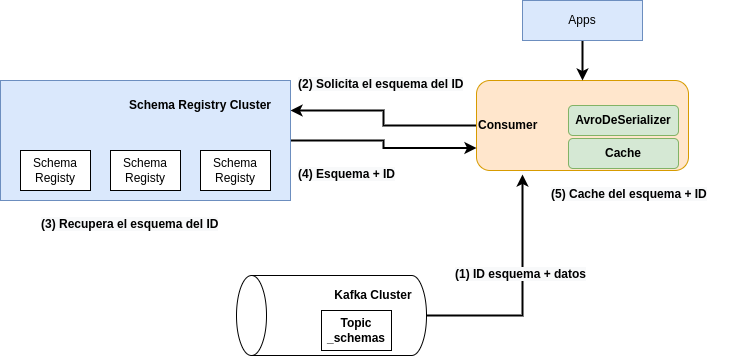 Apps
(2) Solicita el esquema del ID
Schema Registry Cluster
Consumer
AvroDeSerializer
Cache
Schema
Registy
Schema
Registy
Schema
Registy
(4) Esquema + ID
(5) Cache del esquema + ID
(3) Recupera el esquema del ID
(1) ID esquema + datos
Kafka Cluster
Topic
_schemas